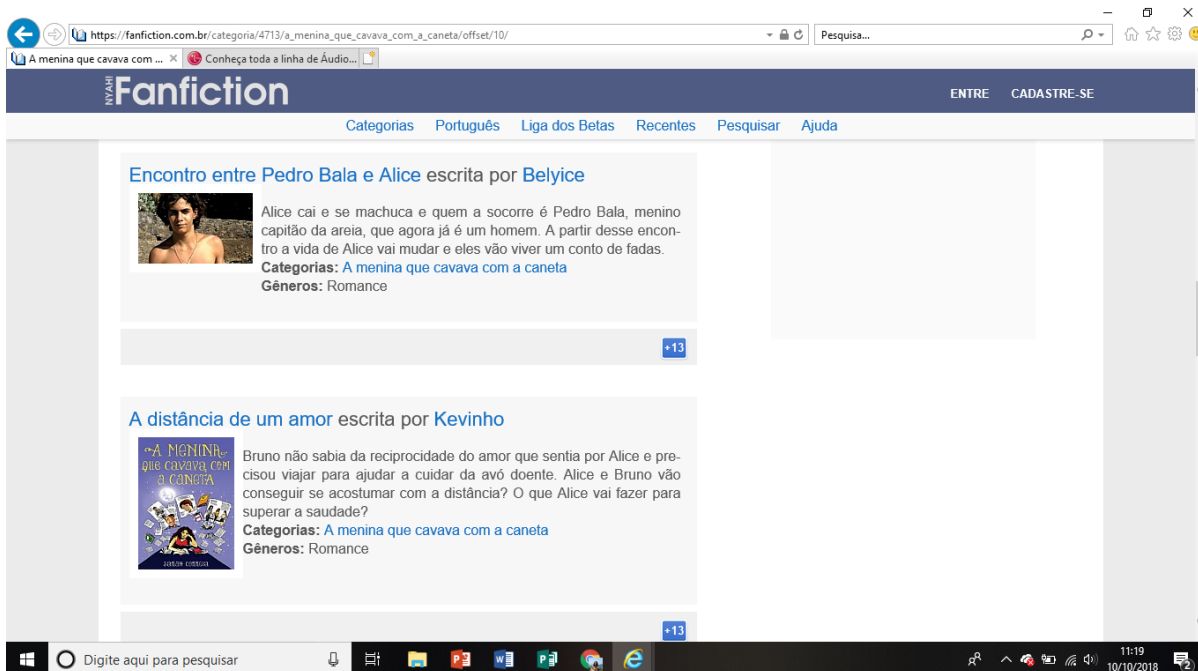 https://fanfiction.com.br/categoria/4713/a_menina_que_cavava_com_a_caneta/offset/10/
Pesquisa...
A menina que cavava com ...
Conheça toda a linha de Áudio...
NYAH! Fanfiction
ENTRE CADASTRE-SE
Categorias Português Liga dos Betas Recentes Pesquisar Ajuda
Encontro entre Pedro Bala e Alice escrita por Belyice
Alice cai e se machuca e quem a socorre é Pedro Bala, menino
capitão da areia, que agora já é um homem. A partir desse encon-
tro a vida de Alice vai mudar e eles vão viver um conto de fadas.
Categorias: A menina que cavava com a caneta
Gêneros: Romance
+13
A distância de um amor escrita por Kevinho
A MENINA
QUE CAVAVA COM
A CANETA
Bruno não sabia da reciprocidade do amor que sentia por Alice e pre-
cisou viajar para ajudar a cuidar da avó doente. Alice e Bruno vão
conseguir se acostumar com a distância? O que Alice vai fazer para
superar a saudade?
Categorias: A menina que cavava com a caneta
Gêneros: Romance
+13
Digite aqui para pesquisar
11:19
10/10/2018